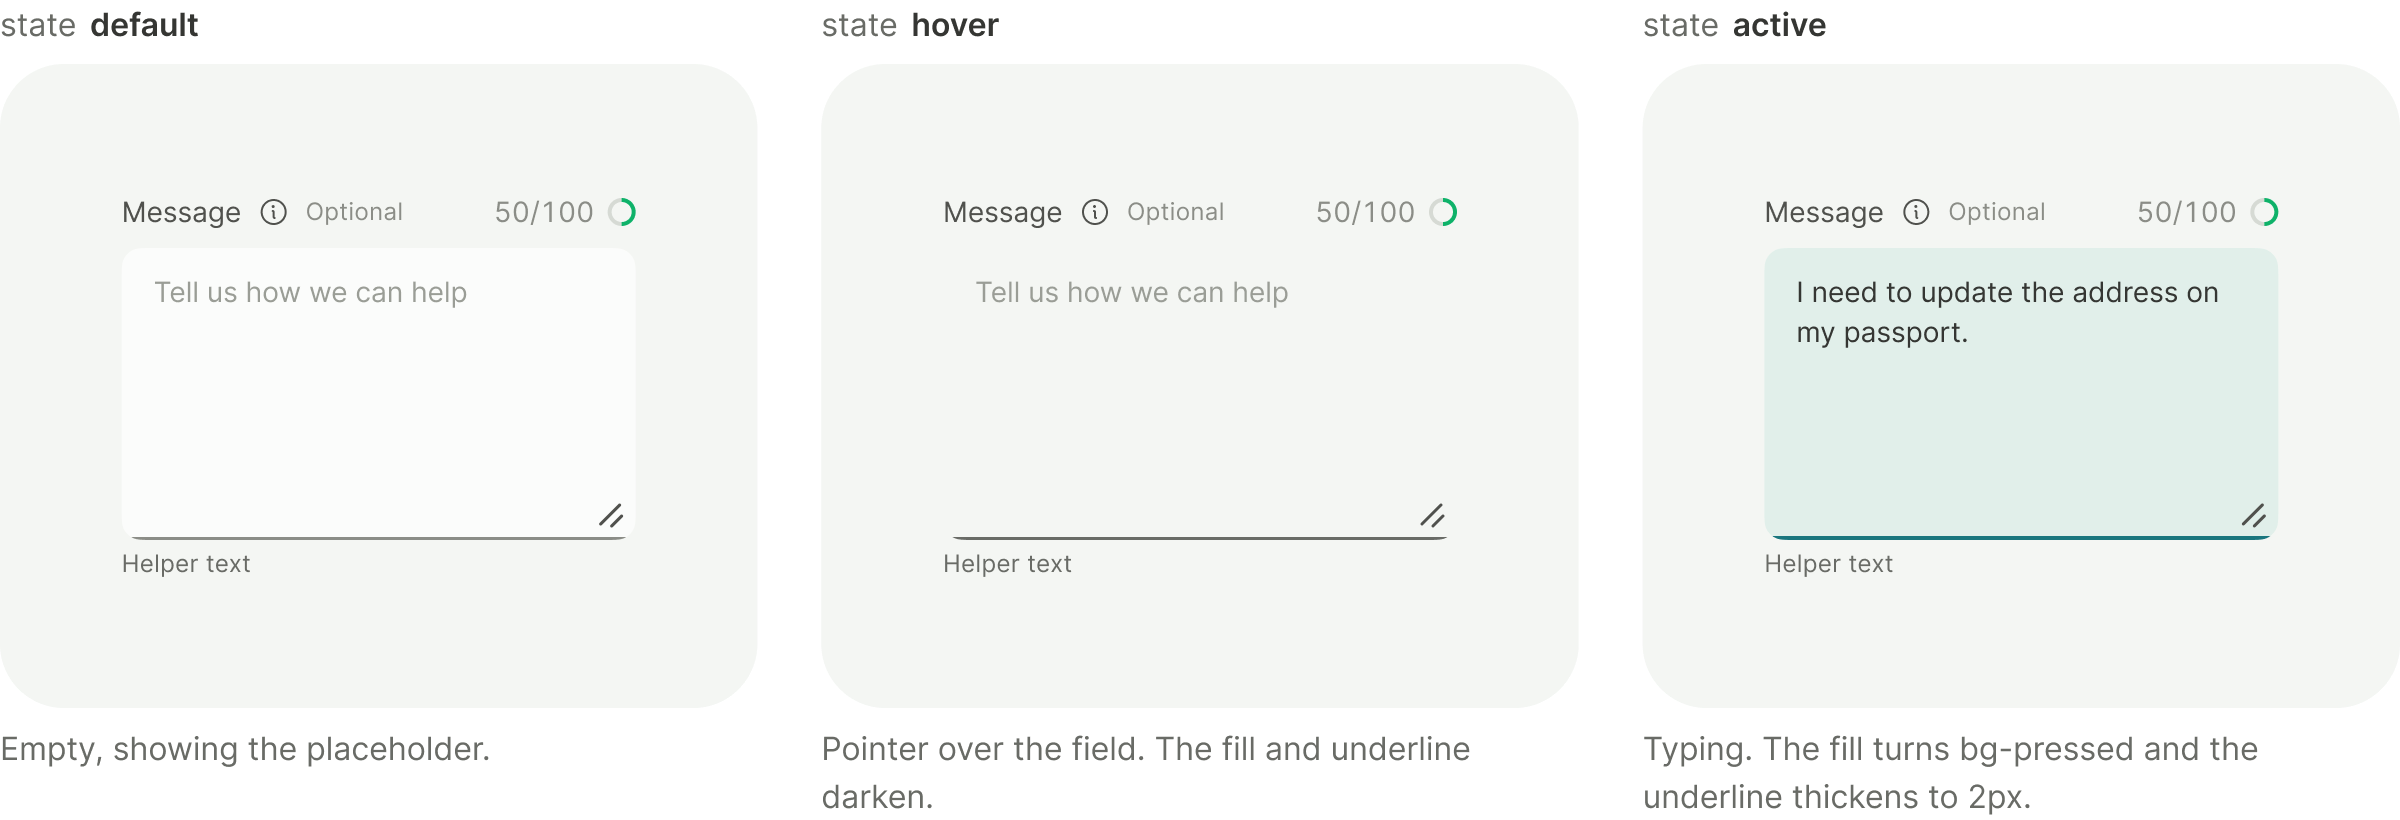 state default
Message Optional 50/100
Tell us how we can help
Helper text
Empty, showing the placeholder.
state hover
Message Optional 50/100
Tell us how we can help
Helper text
Pointer over the field. The fill and underline
darken.
state active
Message Optional 50/100
I need to update the address on
my passport.
Helper text
Typing. The fill turns bg-pressed and the
underline thickens to 2px.